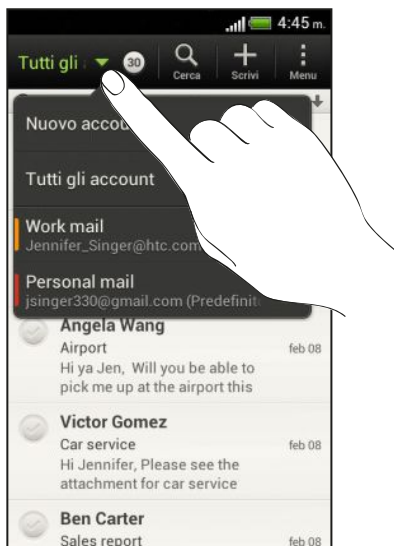 4:45 m.
Tutti gli
30
Cerca
Scrivi
Menu
Nuovo
Tutti gli account
Work mail
Jennifer_Singer@htc.com
Personal mail
jsinger330@gmail.com
Angela Wang
Airport feb 08
Hi ya Jen, Will you be able to
pick me up at the airport this
Victor Gomez
Car service feb 08
Hi Jennifer, Please see the
attachment for car service
Ben Carter
Sales report feb 08